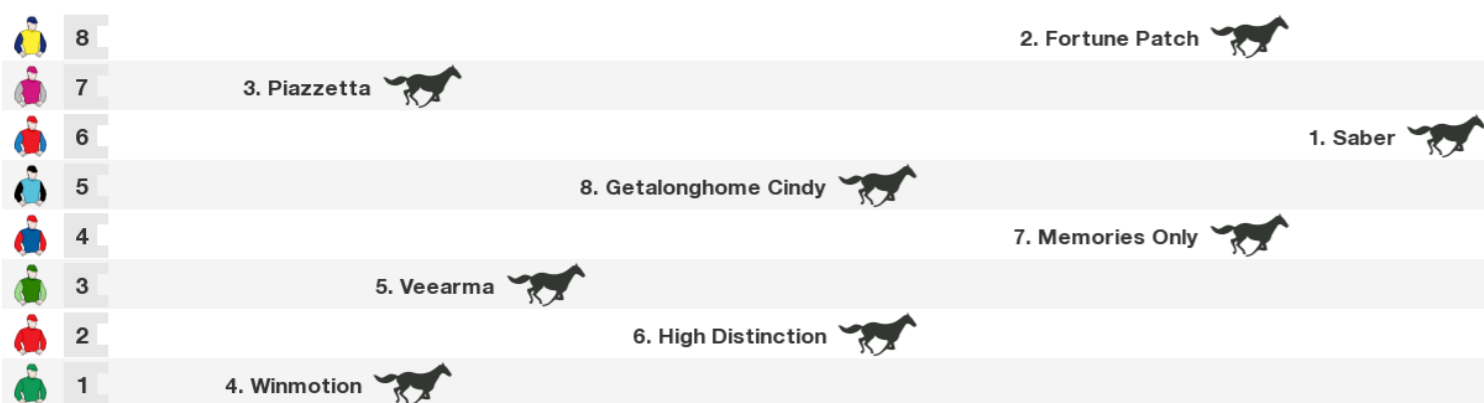 8 2. Fortune Patch
7 3. Piazzetta
6 1. Saber
5 8. Getalonghome Cindy
4 7. Memories Only
3 5. Veearma
2 6. High Distinction
1 4. Winmotion